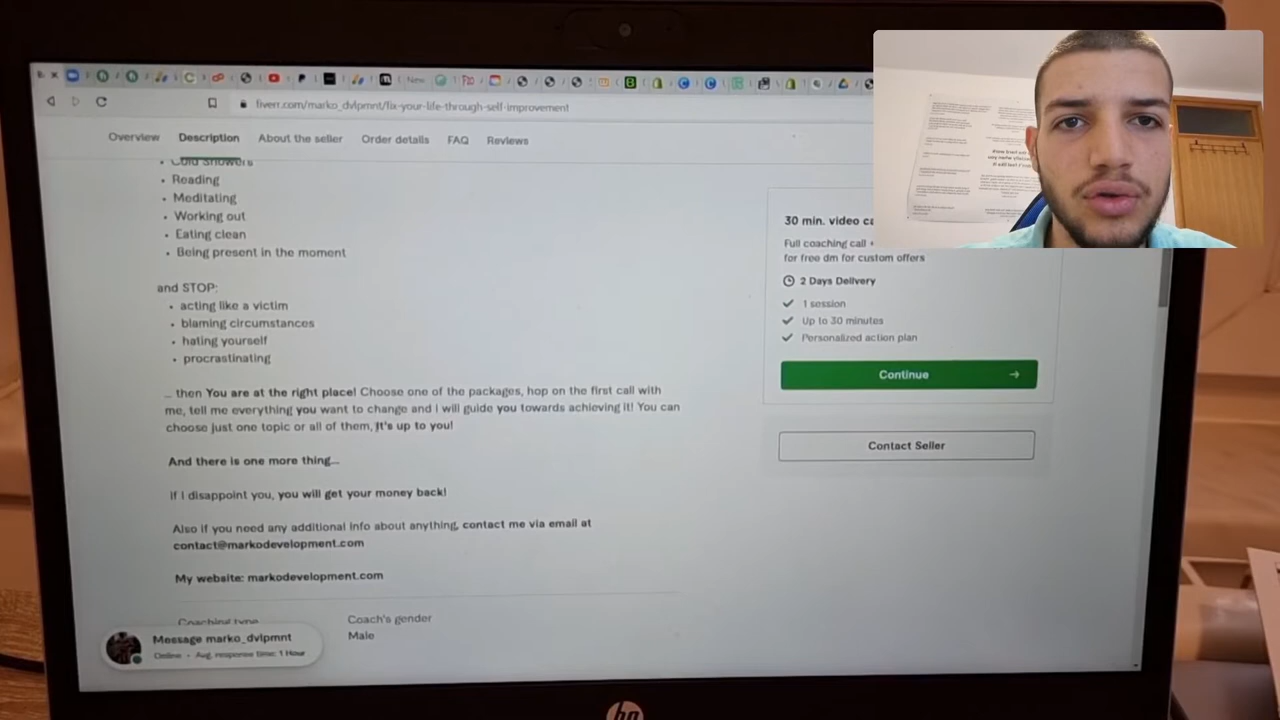 fiverr.com/marko_dvlpmnt/fix-your-life-through-self-improvement
Overview Description About the seller Order details FAQ Reviews
Cold Showers
Reading
Meditating
Working out
Eating clean
Being present in the moment
and STOP:
acting like a victim
blaming circumstances
hating yourself
procrastinating
... then You are at the right place! Choose one of the packages, hop on the first call with
me, tell me everything you want to change and I will guide you towards achieving it! You can
choose just one topic or all of them, it's up to you!
And there is one more thing...
If I disappoint you, you will get your money back!
Also if you need any additional info about anything, contact me via email at
contact@markodevelopment.com
My website: markodevelopment.com
Coaching type
Coach's gender
Male
Message marko_dvlpmnt
Online • Avg. response time: 1 Hour
30 min. video ca
Full coaching call +
for free dm for custom offers
2 Days Delivery
1 session
Up to 30 minutes
Personalized action plan
Continue
Contact Seller
hp